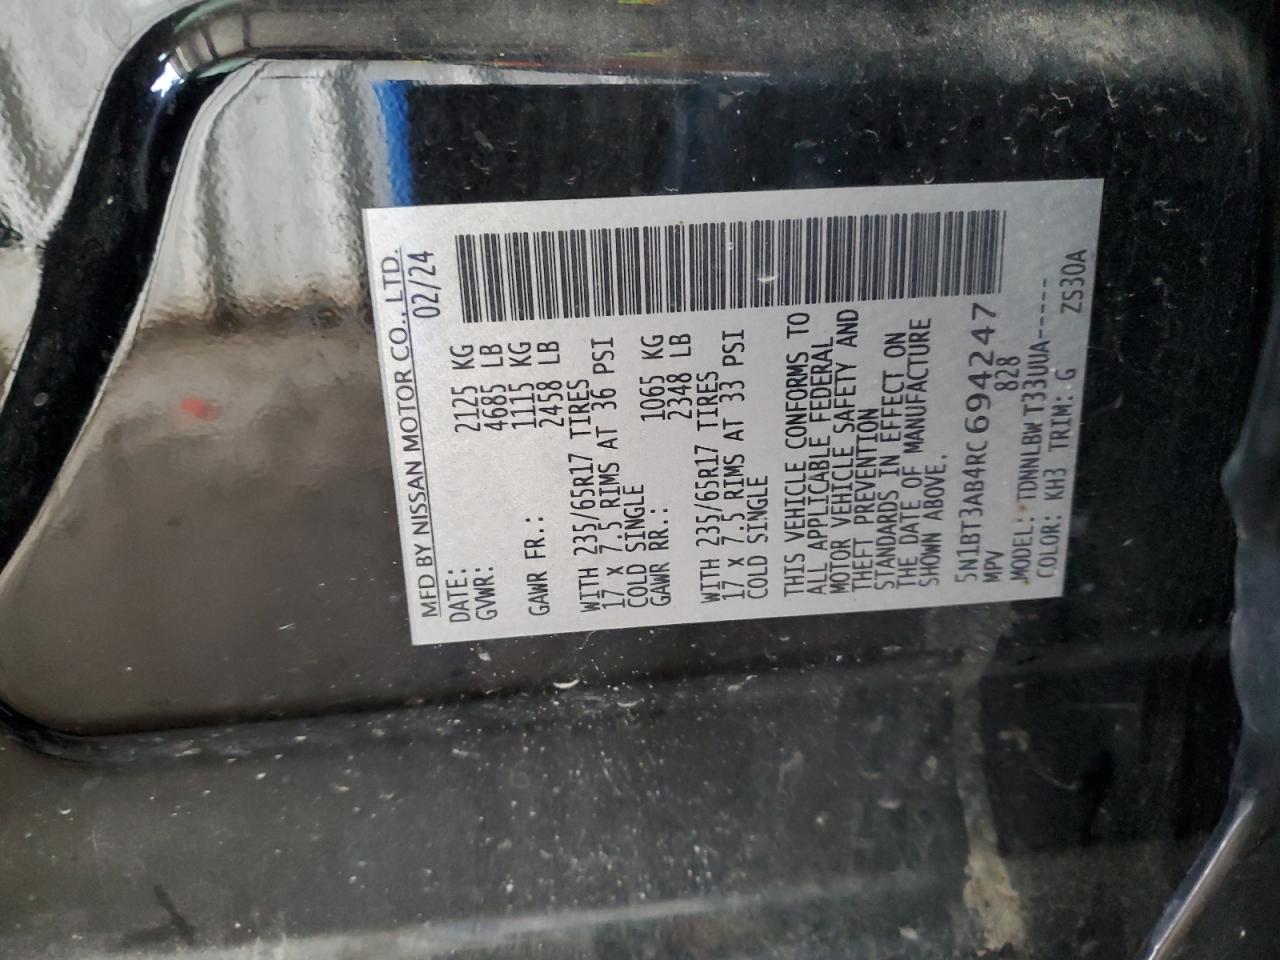 MFD BY NISSAN MOTOR CO., LTD.
DATE: 02/24
GVWR: 2125 KG
4685 LB
GAWR FR.: 1115 KG
2458 LB
WITH 235/65R17 TIRES
17 X 7.5 RIMS AT 36 PSI
COLD SINGLE
GAWR RR.: 1065 KG
2348 LB
WITH 235/65R17 TIRES
17 X 7.5 RIMS AT 33 PSI
COLD SINGLE
THIS VEHICLE CONFORMS TO
ALL APPLICABLE FEDERAL
MOTOR VEHICLE SAFETY AND
THEFT PREVENTION
STANDARDS IN EFFECT ON
THE DATE OF MANUFACTURE
SHOWN ABOVE.
5N1BT3AB4RC694247
MPV 828
MODEL: TDNNLBW T33UUA------
COLOR: KH3 TRIM: G ZS30A